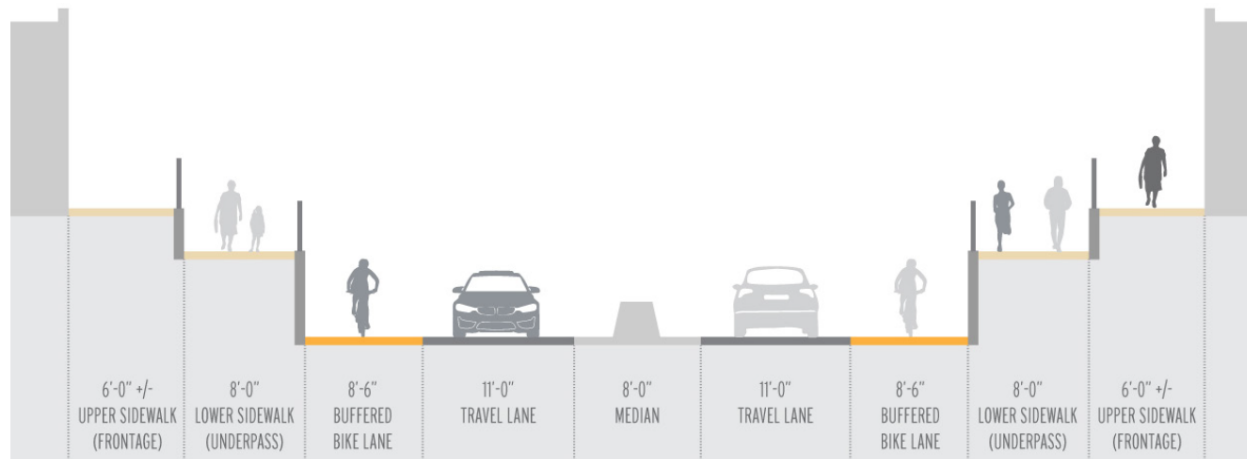 6'-0" +/-
UPPER SIDEWALK
(FRONTAGE)
8'-0"
LOWER SIDEWALK
(UNDERPASS)
8'-6"
BUFFERED
BIKE LANE
11'-0"
TRAVEL LANE
8'-0"
MEDIAN
11'-0"
TRAVEL LANE
8'-6"
BUFFERED
BIKE LANE
8'-0"
LOWER SIDEWALK
(UNDERPASS)
6'-0" +/-
UPPER SIDEWALK
(FRONTAGE)